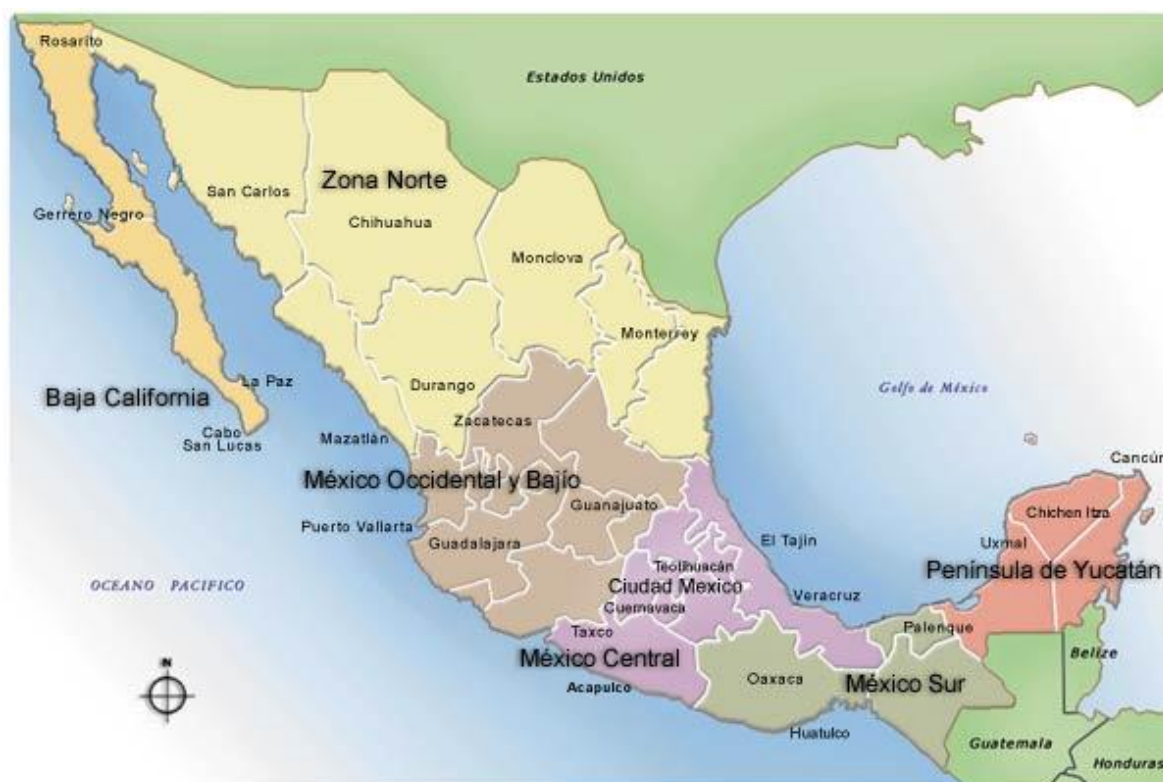 Rosarito
Estados Unidos
Zona Norte
San Carlos
Gerrero Negro
Chihuahua
Monclova
Monterrey
La Paz
Durango
Golfo de México
Baja California
Zacatecas
Cabo
San Lucas
Mazatlán
Cancún
México Occidental y Bajío
Guanajuato
Chichen Itza
Puerto Vallarta
Guadalajara
El Tajin
Uxmal
Teotihuacán
Península de Yucatán
OCEANO PACIFICO
Ciudad Mexico
Veracruz
Cuernavaca
Taxco
Palenque
México Central
Belize
Oaxaca
México Sur
Acapulco
N
Huatulco
Guatemala
Honduras